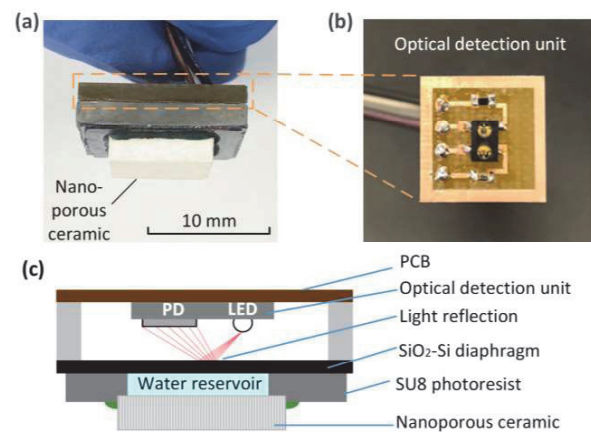 (a)
(b)
Optical detection unit
Nano-
porous
ceramic
10 mm
(c)
PCB
Optical detection unit
PD
LED
Light reflection
SiO₂-Si diaphragm
Water reservoir
SU8 photoresist
Nanoporous ceramic